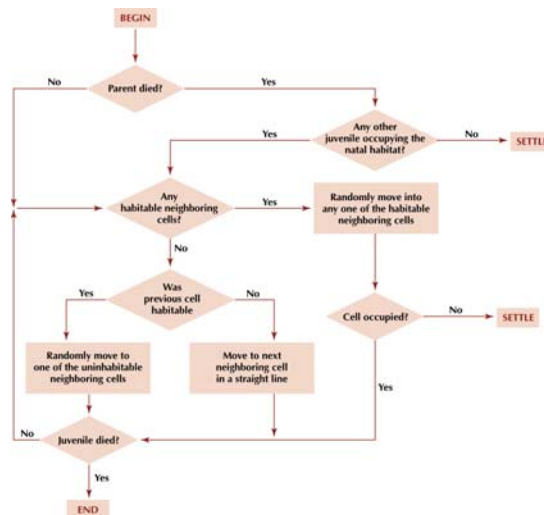 BEGIN
No
Parent died?
Yes
Yes
Any other
juvenile occupying the
natal habitat?
No
SETTLE
Any
habitable neighboring
cells?
Yes
Randomly move into
any one of the habitable
neighboring cells
No
Yes
Was
previous cell
habitable
No
Cell occupied?
No
SETTLE
Randomly move to
one of the uninhabitable
neighboring cells
Move to next
neighboring cell
in a straight line
Yes
No
Juvenile died?
Yes
END